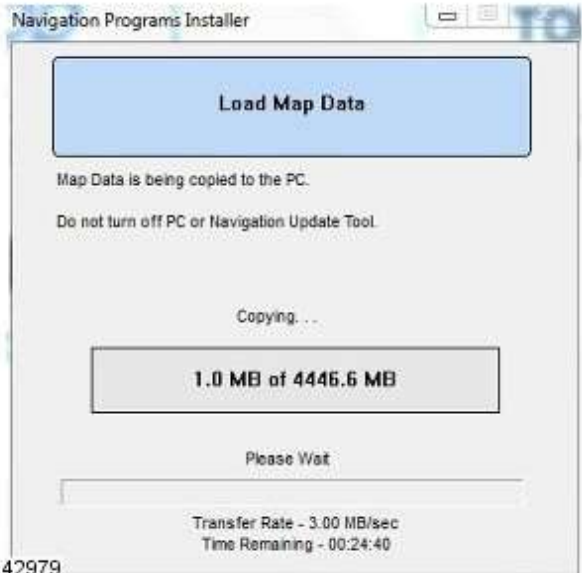 Navigation Programs Installer
TO
Load Map Data
Map Data is being copied to the PC.
Do not turn off PC or Navigation Update Tool.
Copying. . .
1.0 MB of 4446.6 MB
Please Wait
Transfer Rate - 3.00 MB/sec
Time Remaining - 00:24:40
42979